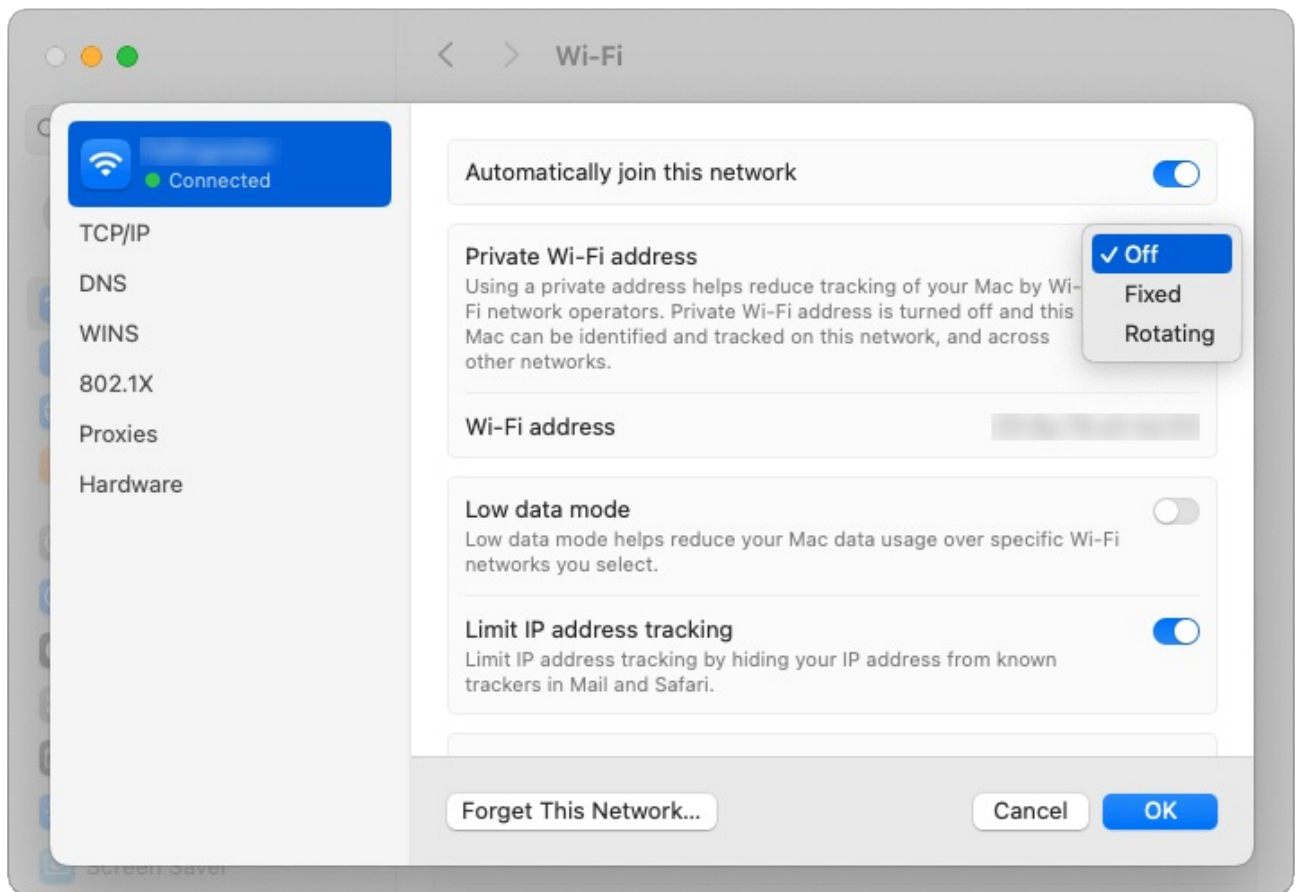 Wi-Fi
Connected
TCP/IP
DNS
WINS
802.1X
Proxies
Hardware
Automatically join this network
Private Wi-Fi address
Using a private address helps reduce tracking of your Mac by Wi-
Fi network operators. Private Wi-Fi address is turned off and this
Mac can be identified and tracked on this network, and across
other networks.
✓ Off
Fixed
Rotating
Wi-Fi address
Low data mode
Low data mode helps reduce your Mac data usage over specific Wi-Fi
networks you select.
Limit IP address tracking
Limit IP address tracking by hiding your IP address from known
trackers in Mail and Safari.
Forget This Network...
Cancel
OK
Screen Saver